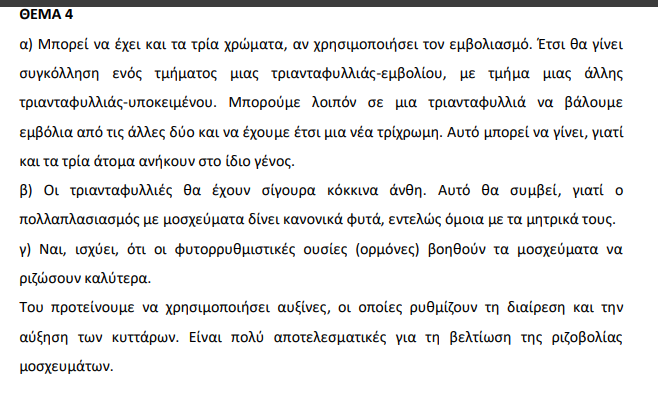 ΘΕΜΑ 4
α) Μπορεί να έχει και τα τρία χρώματα, αν χρησιμοποιήσει τον εμβολιασμό. Έτσι θα γίνει
συγκόλληση ενός τμήματος μιας τριανταφυλλιάς-εμβολίου, με τμήμα μιας άλλης
τριανταφυλλιάς-υποκειμένου. Μπορούμε λοιπόν σε μια τριανταφυλλιά να βάλουμε
εμβόλια από τις άλλες δύο και να έχουμε έτσι μια νέα τρίχρωμη. Αυτό μπορεί να γίνει, γιατί
και τα τρία άτομα ανήκουν στο ίδιο γένος.
β) Οι τριανταφυλλιές θα έχουν σίγουρα κόκκινα άνθη. Αυτό θα συμβεί, γιατί ο
πολλαπλασιασμός με μοσχεύματα δίνει κανονικά φυτά, εντελώς όμοια με τα μητρικά τους.
γ) Ναι, ισχύει, ότι οι φυτορρυθμιστικές ουσίες (ορμόνες) βοηθούν τα μοσχεύματα να
ριζώσουν καλύτερα.
Του προτείνουμε να χρησιμοποιήσει αυξίνες, οι οποίες ρυθμίζουν τη διαίρεση και την
αύξηση των κυττάρων. Είναι πολύ αποτελεσματικές για τη βελτίωση της ριζοβολίας
μοσχευμάτων.